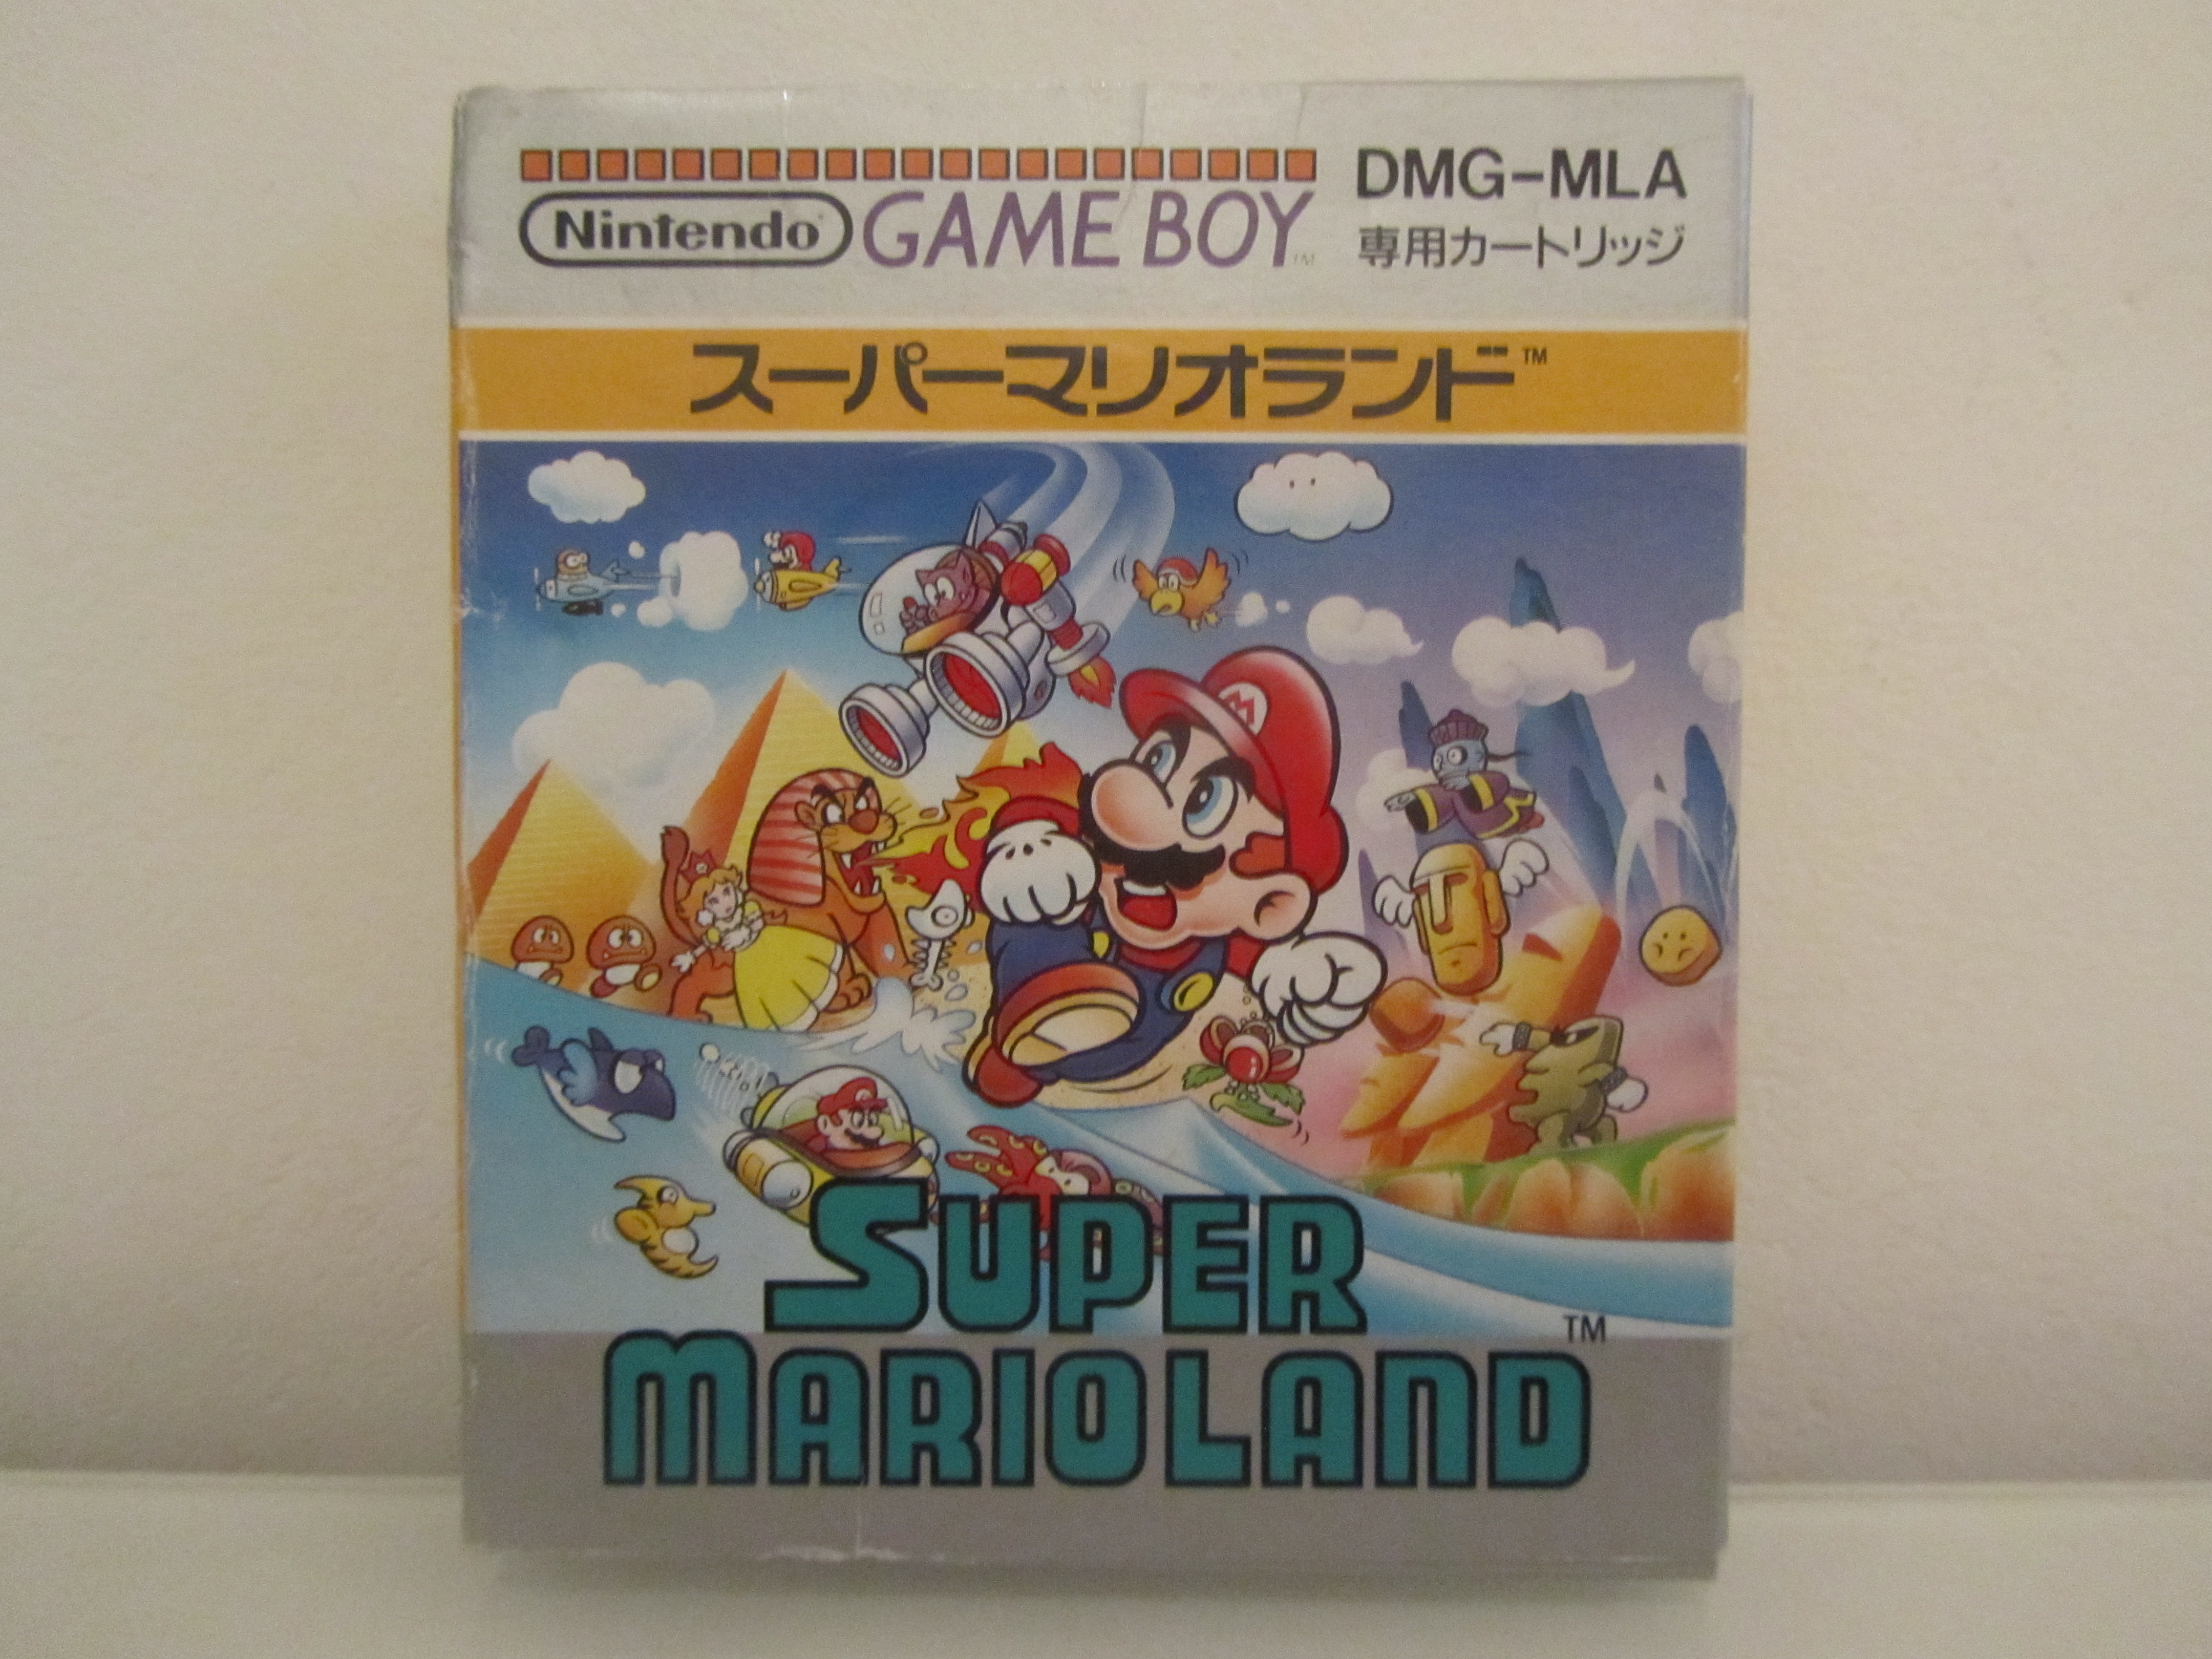 Nintendo GAME BOY™
DMG-MLA
専用カートリッジ
スーパーマリオランド™
M
SUPER
MARIOLAND™